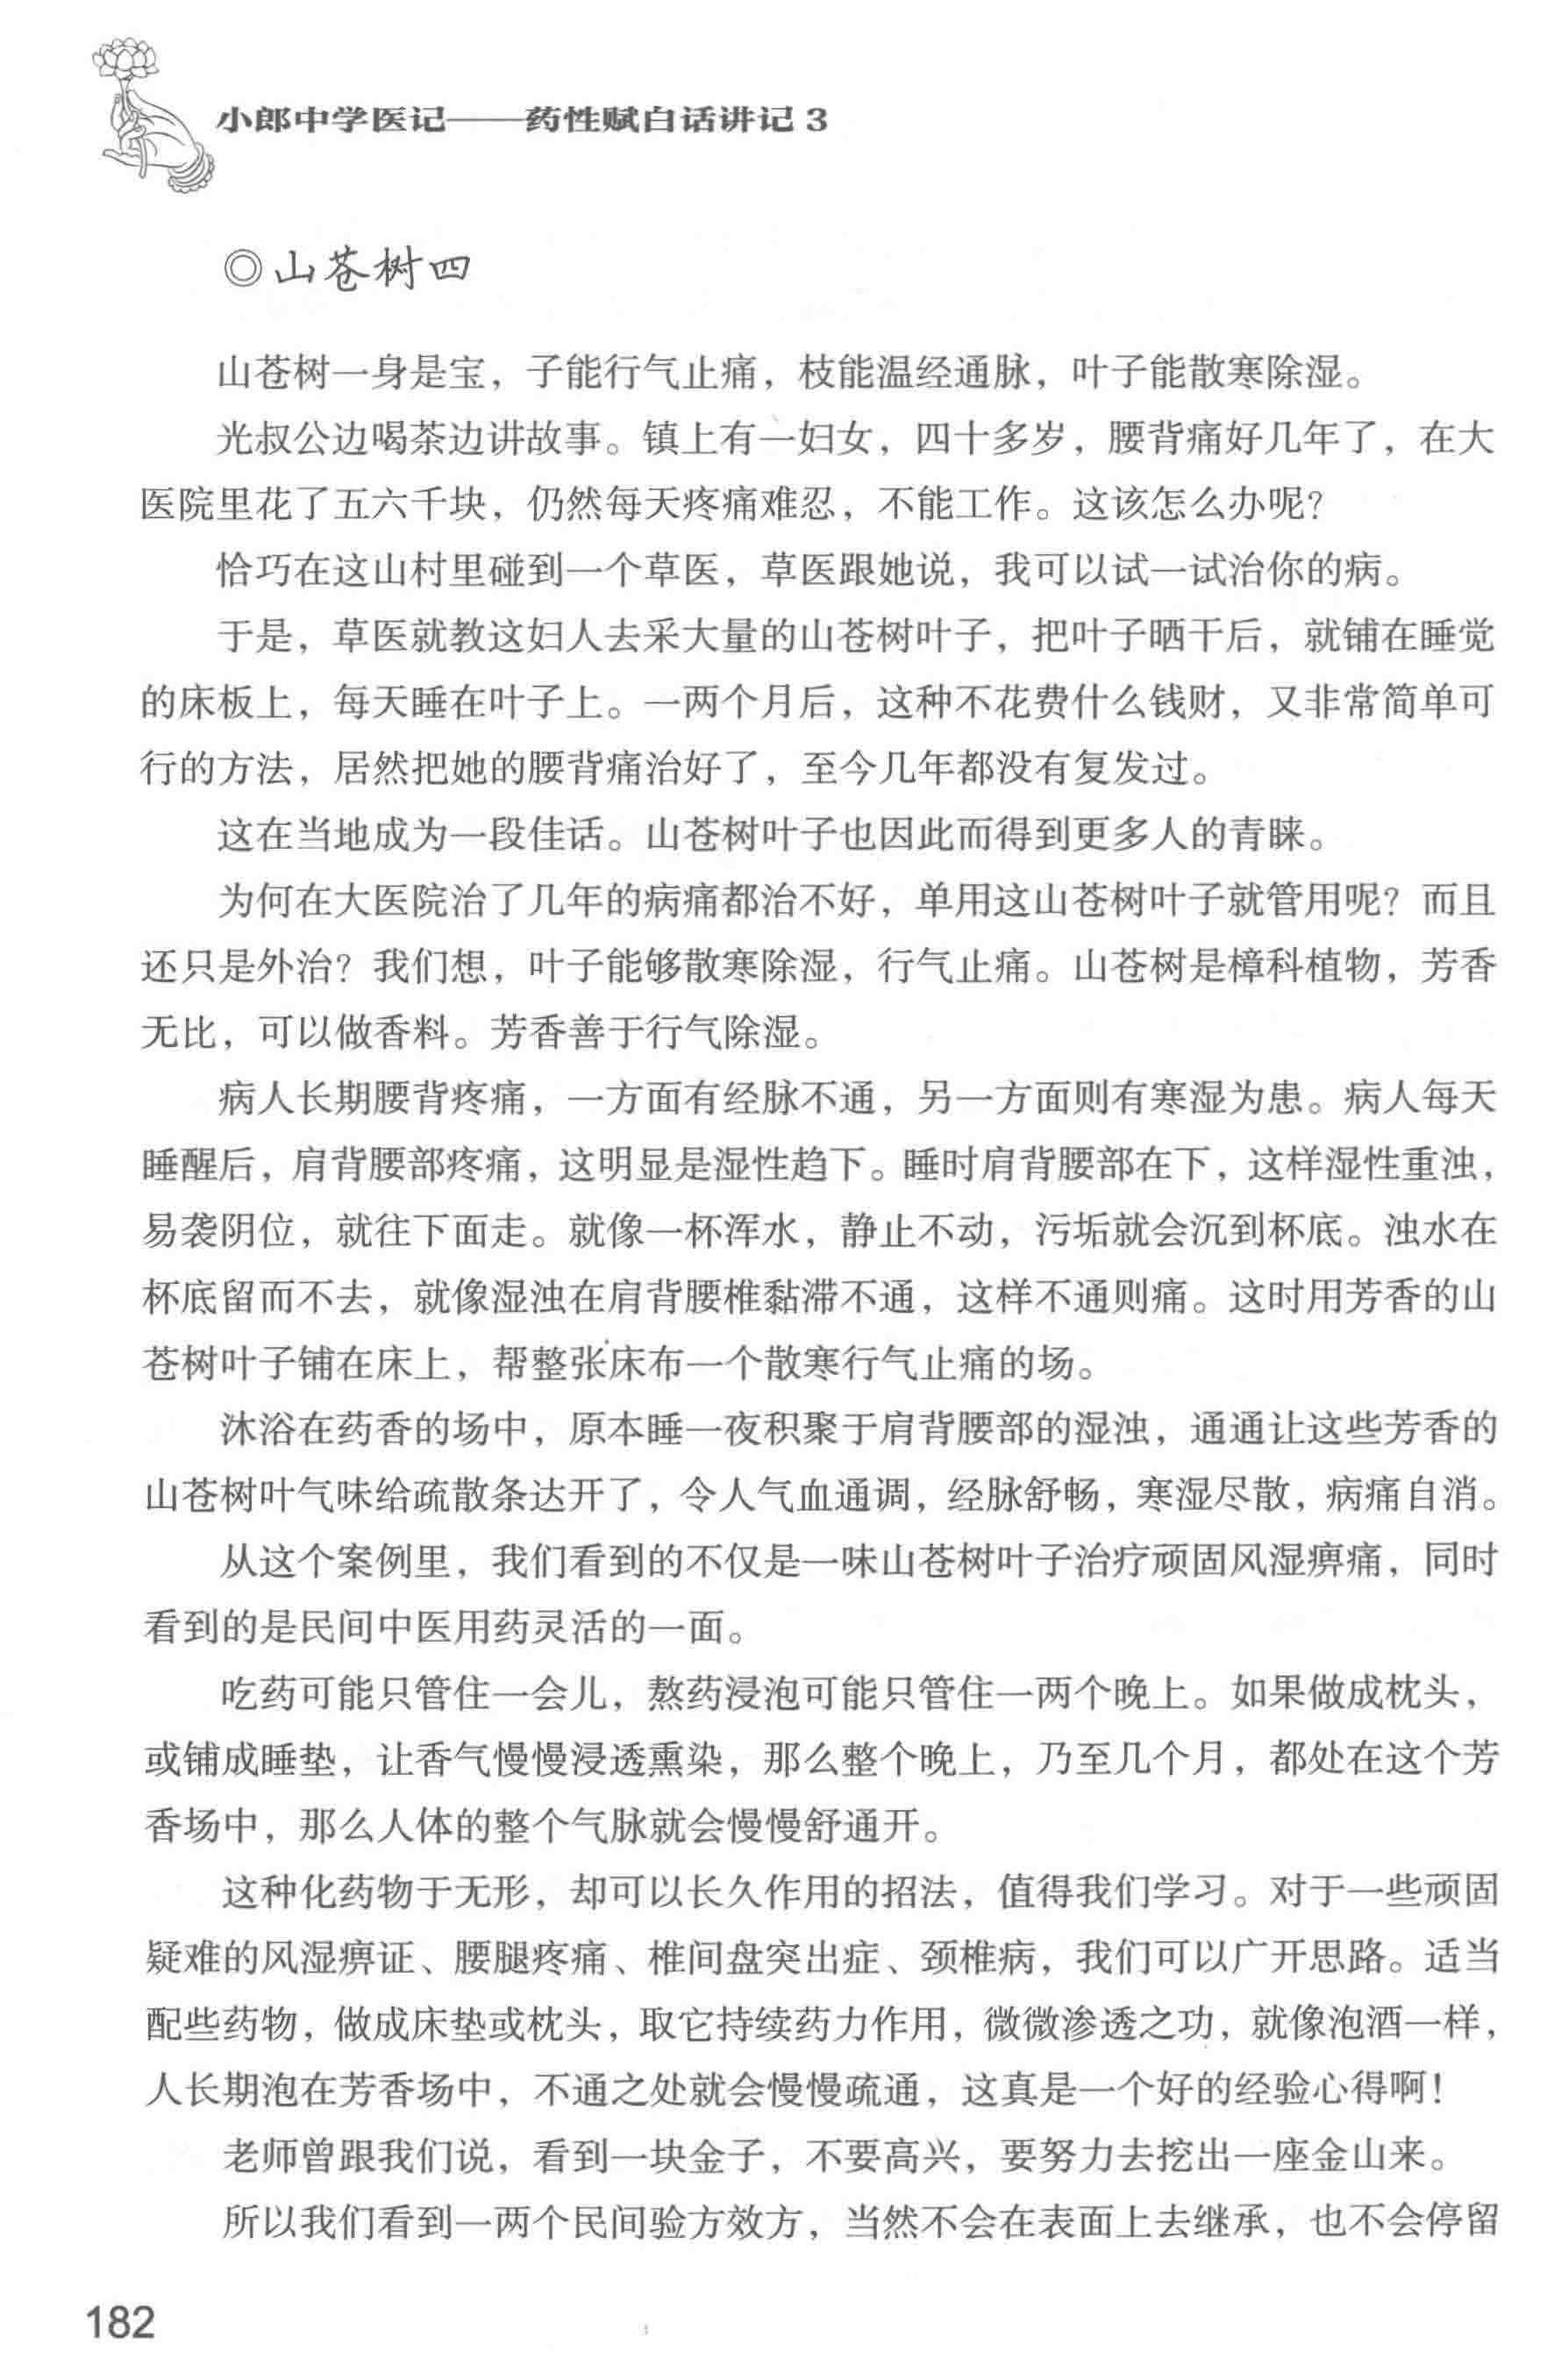 小郎中学医记——药性赋白话讲记3
◎山苍树四
山苍树一身是宝，子能行气止痛，枝能温经通脉，叶子能散寒除湿。
光叔公边喝茶边讲故事。镇上有一妇女，四十多岁，腰背痛好几年了，在大
医院里花了五六千块，仍然每天疼痛难忍，不能工作。这该怎么办呢？
恰巧在这山村里碰到一个草医，草医跟她说，我可以试一试治你的病。
于是，草医就教这妇人去采大量的山苍树叶子，把叶子晒干后，就铺在睡觉
的床板上，每天睡在叶子上。一两个月后，这种不花费什么钱财，又非常简单可
行的方法，居然把她的腰背痛治好了，至今几年都没有复发过。
这在当地成为一段佳话。山苍树叶子也因此而得到更多人的青睐。
为何在大医院治了几年的病痛都治不好，单用这山苍树叶子就管用呢？而且
还只是外治？我们想，叶子能够散寒除湿，行气止痛。山苍树是樟科植物，芳香
无比，可以做香料。芳香善于行气除湿。
病人长期腰背疼痛，一方面有经脉不通，另一方面则有寒湿为患。病人每天
睡醒后，肩背腰部疼痛，这明显是湿性趋下。睡时肩背腰部在下，这样湿性重浊，
易袭阴位，就往下面走。就像一杯浑水，静止不动，污垢就会沉到杯底。浊水在
杯底留而不去，就像湿浊在肩背腰椎黏滞不通，这样不通则痛。这时用芳香的山
苍树叶子铺在床上，帮整张床布一个散寒行气止痛的场。
沐浴在药香的场中，原本睡一夜积聚于肩背腰部的湿浊，通通让这些芳香的
山苍树叶气味给疏散条达开了，令人气血通调，经脉舒畅，寒湿尽散，病痛自消。
从这个案例里，我们看到的不仅是一味山苍树叶子治疗顽固风湿痹痛，同时
看到的是民间中医用药灵活的一面。
吃药可能只管住一会儿，熬药浸泡可能只管住一两个晚上。如果做成枕头，
或铺成睡垫，让香气慢慢浸透熏染，那么整个晚上，乃至几个月，都处在这个芳
香场中，那么人体的整个气脉就会慢慢舒通开。
这种化药物于无形，却可以长久作用的招法，值得我们学习。对于一些顽固
疑难的风湿痹证、腰腿疼痛、椎间盘突出症、颈椎病，我们可以广开思路。适当
配些药物，做成床垫或枕头，取它持续药力作用，微微渗透之功，就像泡酒一样，
人长期泡在芳香场中，不通之处就会慢慢疏通，这真是一个好的经验心得啊！
老师曾跟我们说，看到一块金子，不要高兴，要努力去挖出一座金山来。
所以我们看到一两个民间验方效方，当然不会在表面上去继承，也不会停留
182